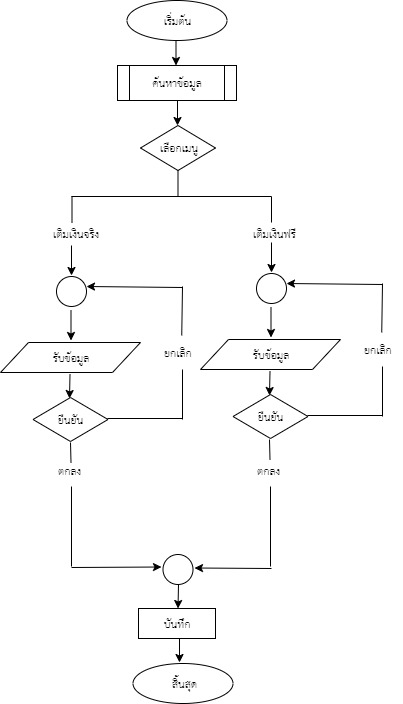 เริ่มต้น
ค้นหาข้อมูล
เลือกเมนู
เติมเงินจริง
เติมเงินฟรี
ยกเลิก
ยกเลิก
รับข้อมูล
รับข้อมูล
ยืนยัน
ยืนยัน
ตกลง
ตกลง
บันทึก
สิ้นสุด